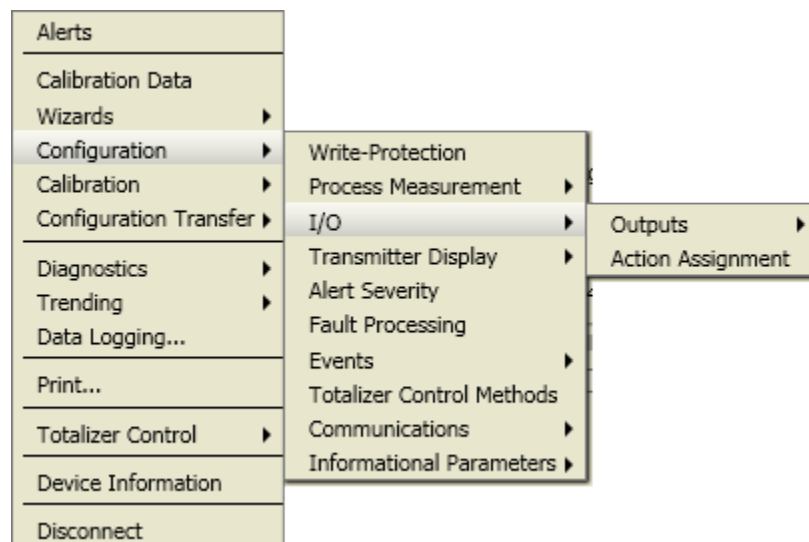 Alerts
Calibration Data
Wizards
Configuration
Calibration
Configuration Transfer
Diagnostics
Trending
Data Logging...
Print...
Totalizer Control
Device Information
Disconnect
Write-Protection
Process Measurement
I/O
Transmitter Display
Alert Severity
Fault Processing
Events
Totalizer Control Methods
Communications
Informational Parameters
Outputs
Action Assignment